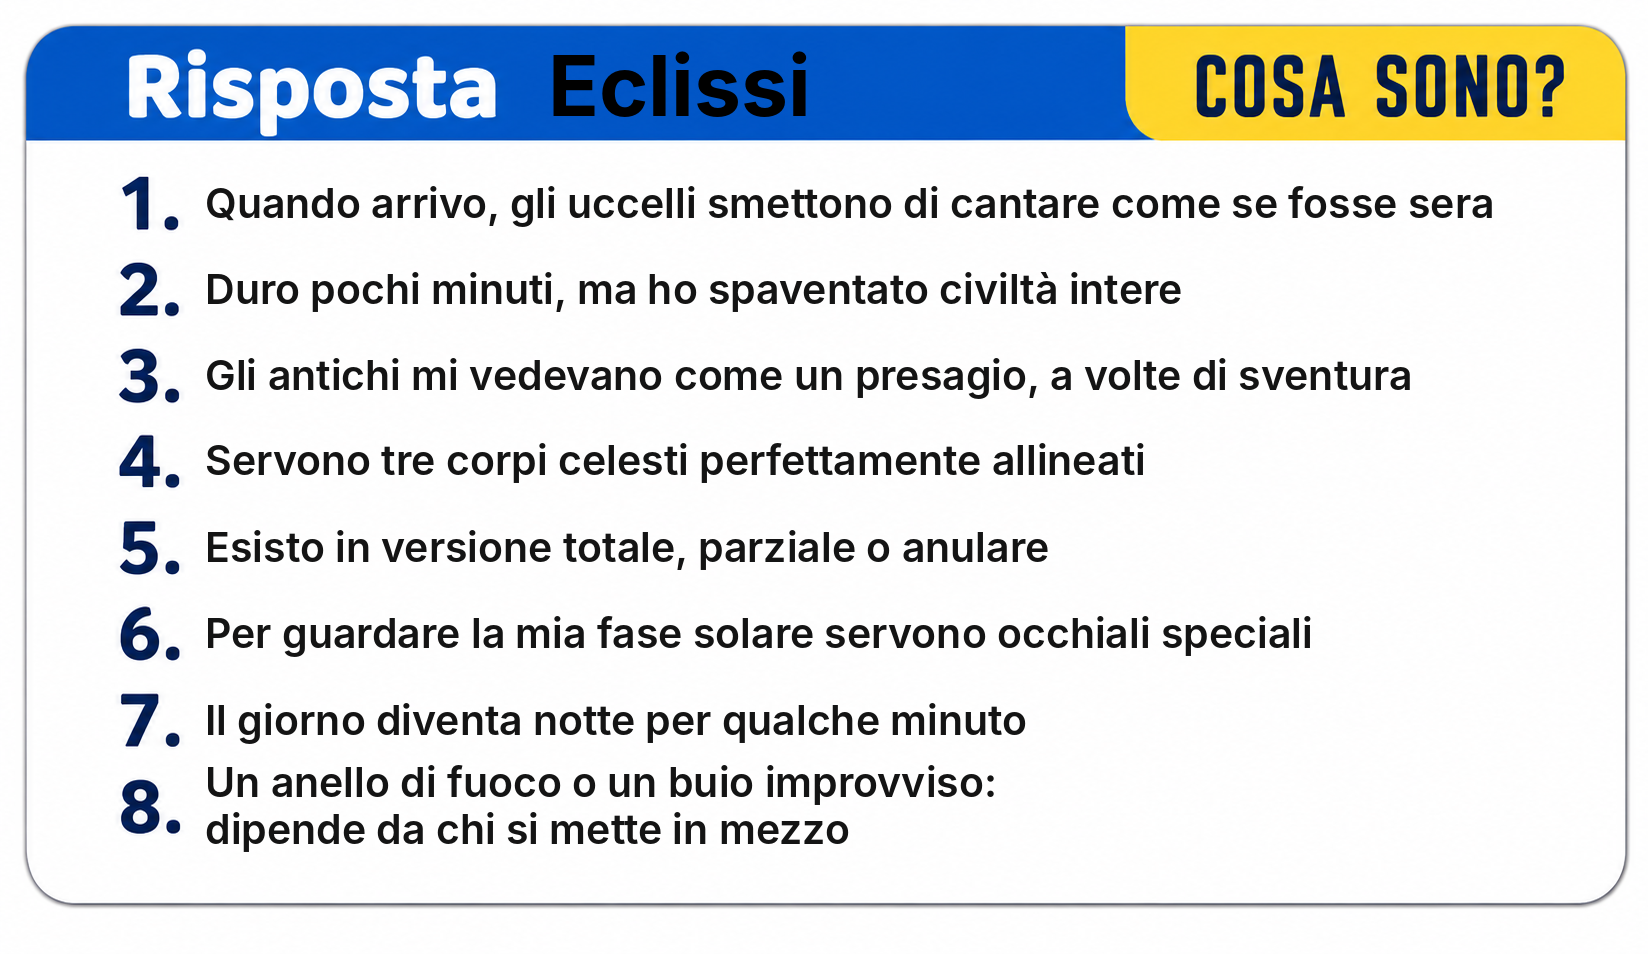 Risposta Eclissi COSA SONO?
1. Quando arrivo, gli uccelli smettono di cantare come se fosse sera
2. Duro pochi minuti, ma ho spaventato civiltà intere
3. Gli antichi mi vedevano come un presagio, a volte di sventura
4. Servono tre corpi celesti perfettamente allineati
5. Esisto in versione totale, parziale o anulare
6. Per guardare la mia fase solare servono occhiali speciali
7. Il giorno diventa notte per qualche minuto
8. Un anello di fuoco o un buio improvviso:
dipende da chi si mette in mezzo